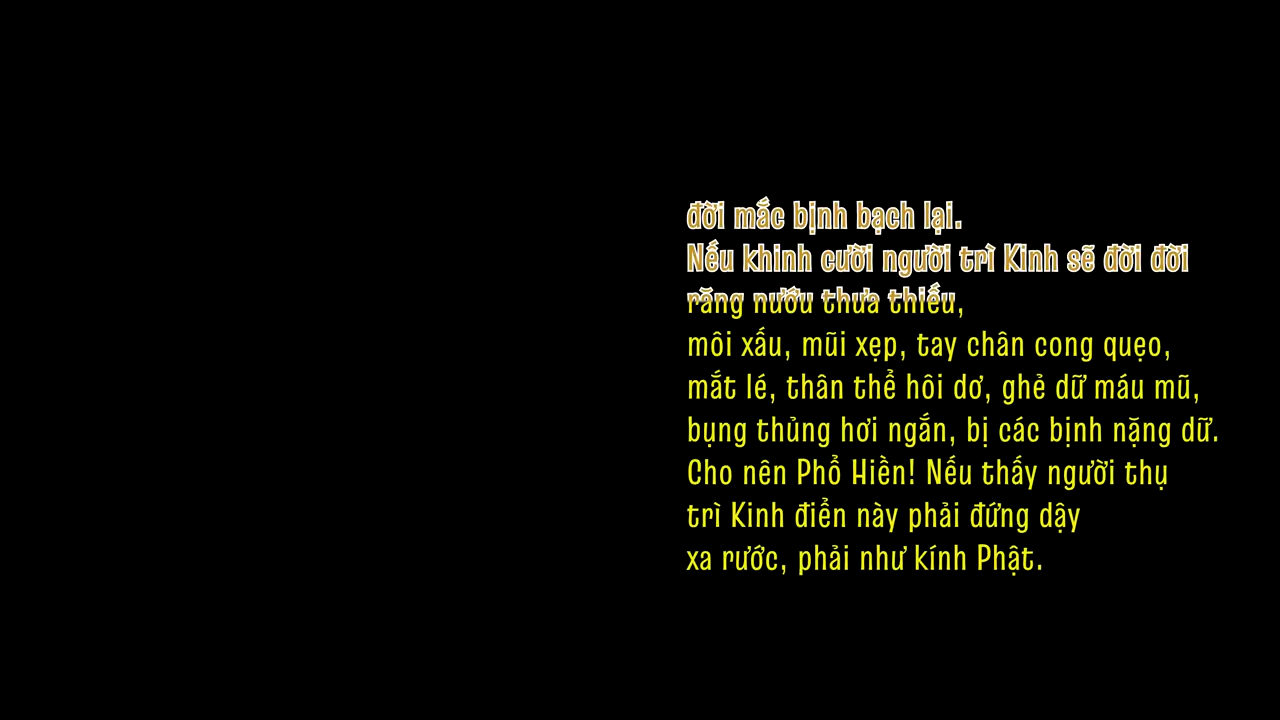 đời mắc bịnh bạch lại.
Nếu khinh cười người trì Kinh sẽ đời đời
răng nướu thưa thiếu,
môi xấu, mũi xẹp, tay chân cong quẹo,
mắt lé, thân thể hôi dơ, ghẻ dữ máu mũ,
bụng thủng hơi ngắn, bị các bịnh nặng dữ.
Cho nên Phổ Hiền! Nếu thấy người thụ
trì Kinh điển này phải đứng dậy
xa rước, phải như kính Phật.